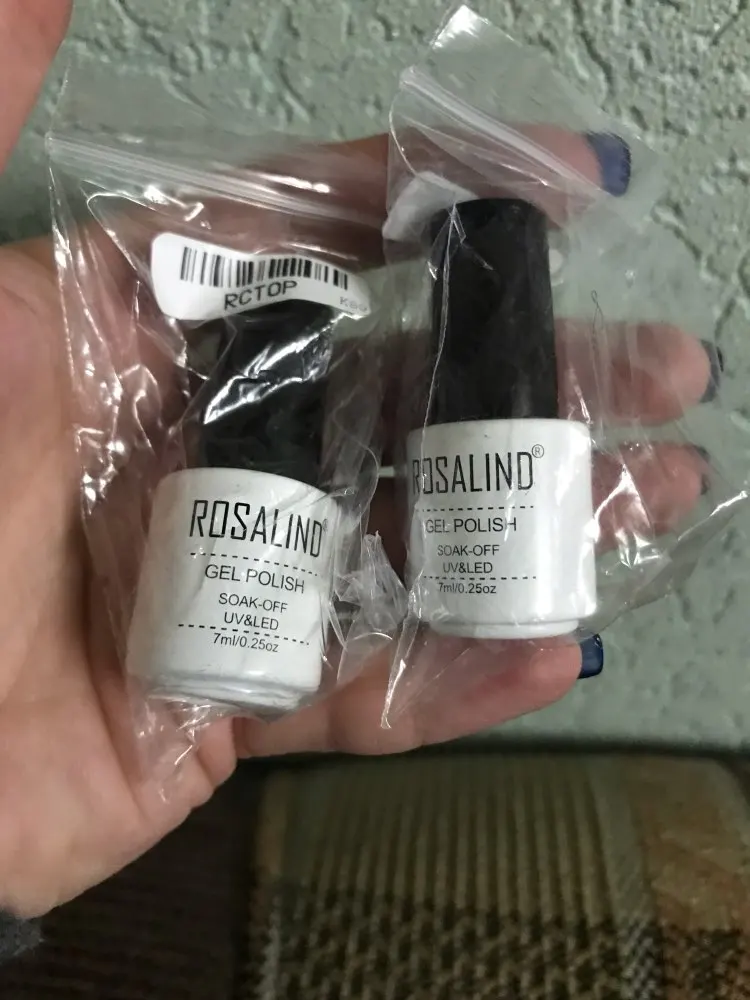 RCTOP
ROSALIND®
GEL POLISH
SOAK-OFF
UV&LED
7ml/0.25oz
ROSALIND®
GEL POLISH
SOAK-OFF
UV&LED
7ml/0.25oz